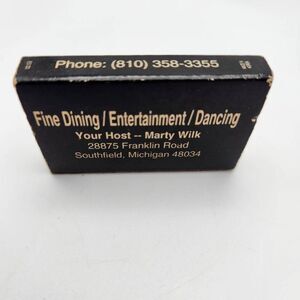 Phone: (810) 358-3355
Fine Dining / Entertainment / Dancing
Your Host -- Marty Wilk
28875 Franklin Road
Southfield, Michigan 48034